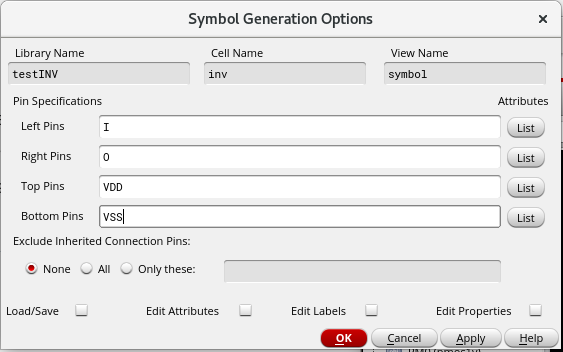 Symbol Generation Options
Library Name Cell Name View Name
testINV inv symbol
Pin Specifications Attributes
Left Pins I List
Right Pins O List
Top Pins VDD List
Bottom Pins VSS List
Exclude Inherited Connection Pins:
None All Only these:
Load/Save Edit Attributes Edit Labels Edit Properties
OK Cancel Apply Help